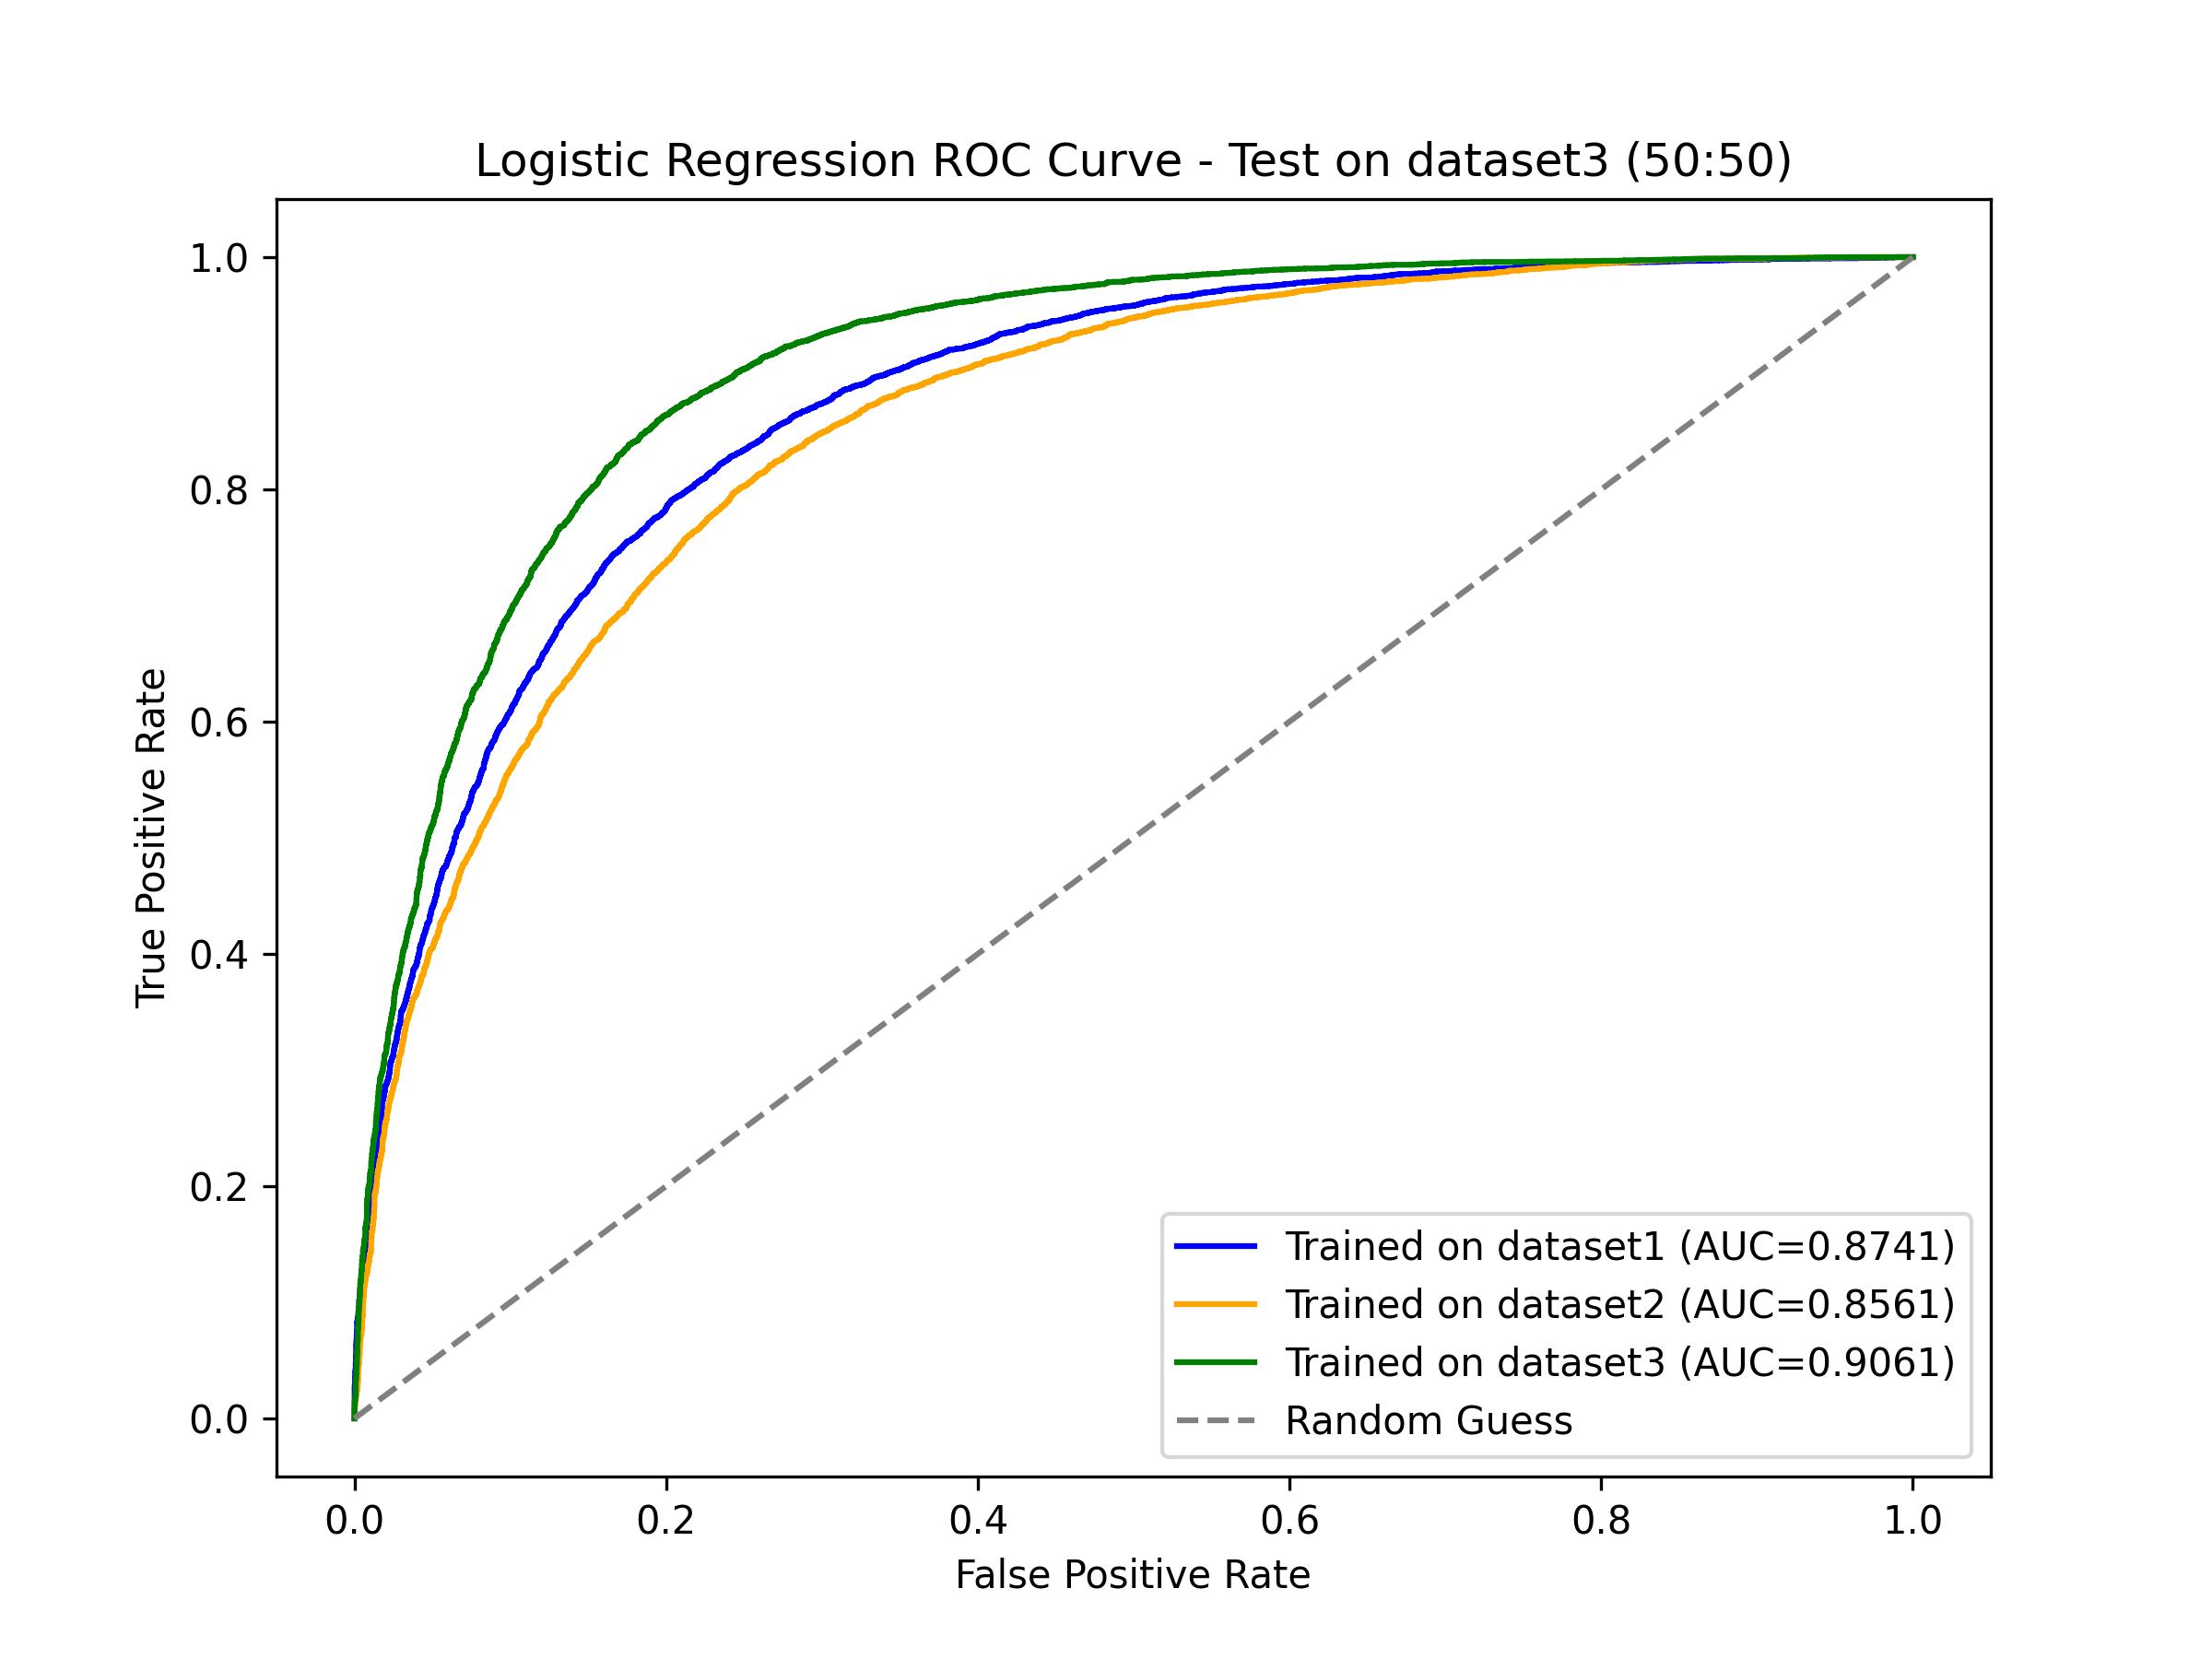 Logistic Regression ROC Curve - Test on dataset3 (50:50)
1.0
0.8
0.6
0.4
0.2
0.0
True Positive Rate
Trained on dataset1 (AUC=0.8741)
Trained on dataset2 (AUC=0.8561)
Trained on dataset3 (AUC=0.9061)
Random Guess
0.0 0.2 0.4 0.6 0.8 1.0
False Positive Rate